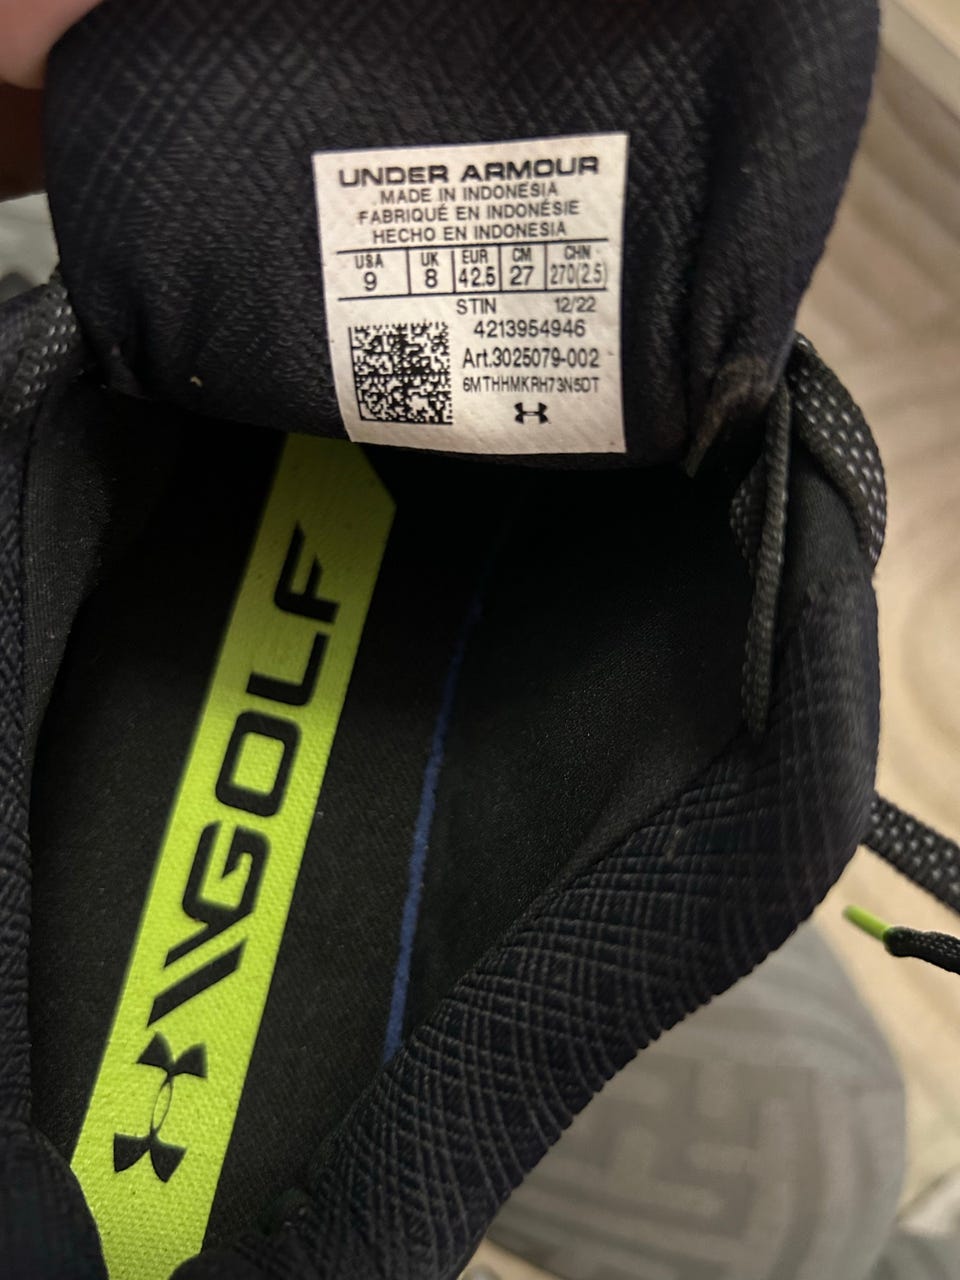 UNDER ARMOUR
MADE IN INDONESIA
FABRIQUÉ EN INDONÉSIE
HECHO EN INDONESIA
USA UK EUR CM CHN
9 8 42.5 27 270(2.5)
STIN 12/22
4213954946
Art.3025079-002
6MTHHMKRH73N5DT
GOLF